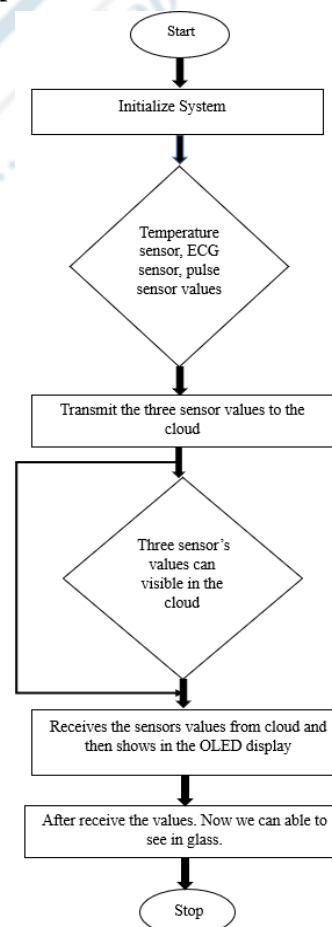 Start
Initialize System
Temperature
sensor, ECG
sensor, pulse
sensor values
Transmit the three sensor values to the
cloud
Three sensor’s
values can
visible in the
cloud
Receives the sensors values from cloud and
then shows in the OLED display
After receive the values. Now we can able to
see in glass.
Stop